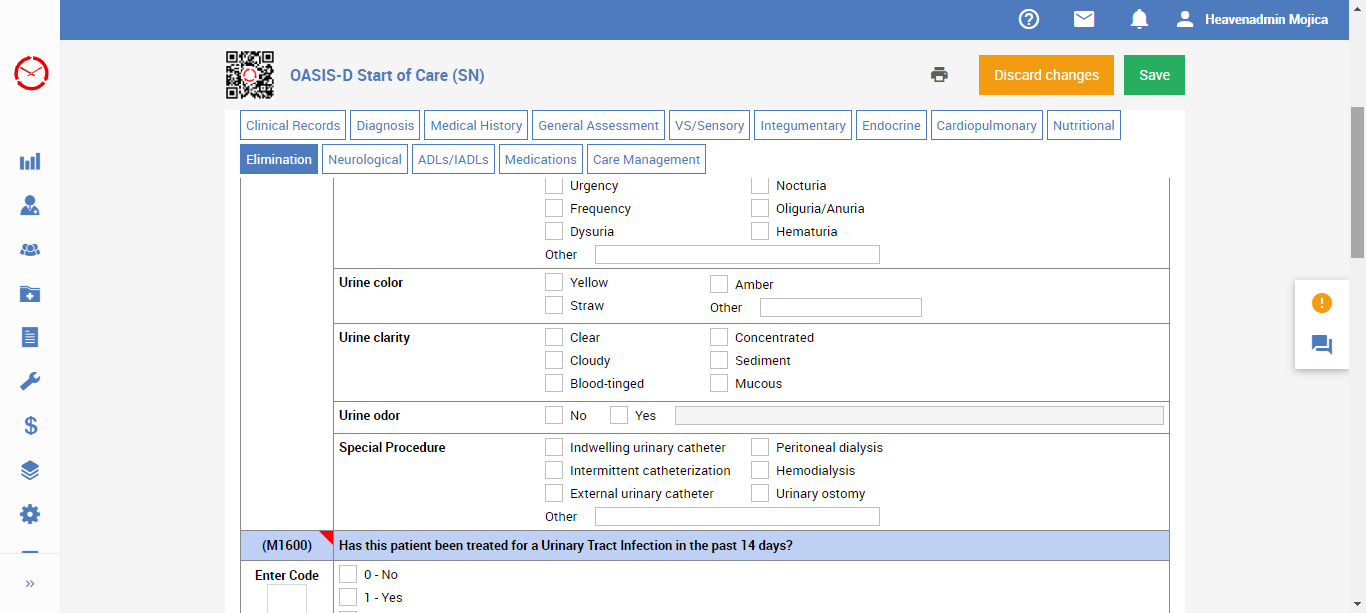 Heavenadmin Mojica
OASIS-D Start of Care (SN)
Discard changes
Save
Clinical Records Diagnosis Medical History General Assessment VS/Sensory Integumentary Endocrine Cardiopulmonary Nutritional
Elimination Neurological ADLs/IADLs Medications Care Management
Urgency Nocturia
Frequency Oliguria/Anuria
Dysuria Hematuria
Other
Urine color Yellow Amber
Straw Other
Urine clarity Clear Concentrated
Cloudy Sediment
Blood-tinged Mucous
Urine odor No Yes
Special Procedure Indwelling urinary catheter Peritoneal dialysis
Intermittent catheterization Hemodialysis
External urinary catheter Urinary ostomy
Other
(M1600) Has this patient been treated for a Urinary Tract Infection in the past 14 days?
Enter Code 0 - No
1 - Yes